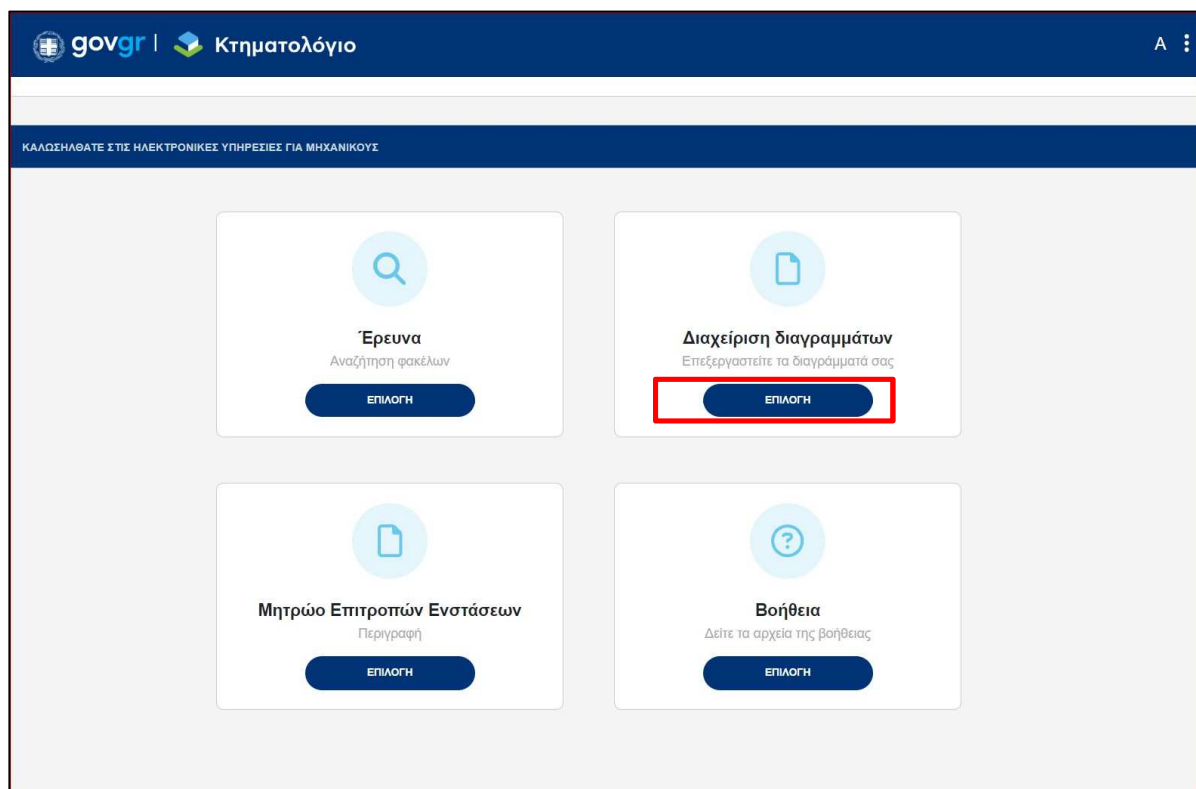 govgr | Κτηματολόγιο
A
ΚΑΛΩΣΗΛΘΑΤΕ ΣΤΙΣ ΗΛΕΚΤΡΟΝΙΚΕΣ ΥΠΗΡΕΣΙΕΣ ΓΙΑ ΜΗΧΑΝΙΚΟΥΣ
Έρευνα
Αναζήτηση φακέλων
ΕΠΙΛΟΓΗ
Διαχείριση διαγραμμάτων
Επεξεργαστείτε τα διαγράμματά σας
ΕΠΙΛΟΓΗ
Μητρώο Επιτροπών Ενστάσεων
Περιγραφή
ΕΠΙΛΟΓΗ
Βοήθεια
Δείτε τα αρχεία της βοήθειας
ΕΠΙΛΟΓΗ